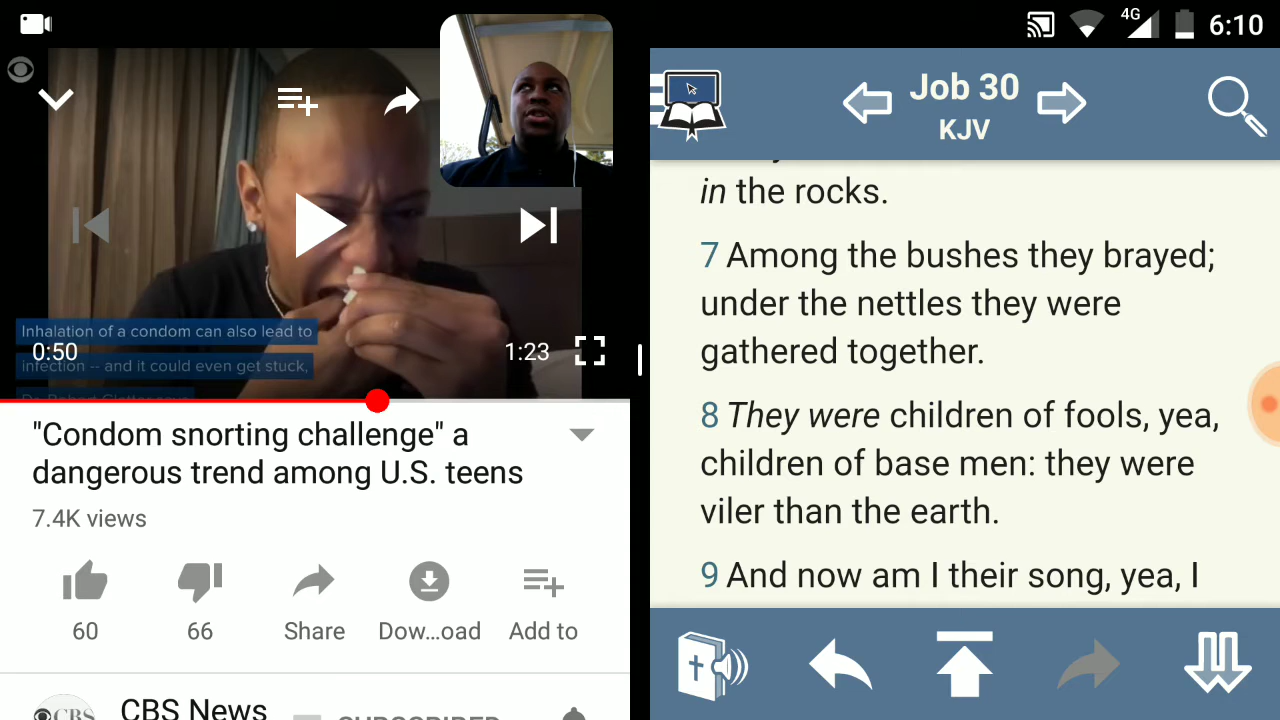 4G
6:10
Inhalation of a condom can also lead to
infection -- and it could even get stuck,
0:50
1:23
"Condom snorting challenge" a
dangerous trend among U.S. teens
7.4K views
60
66
Share
Dow...oad
Add to
CBS
CBS News
SUBSCRIBED
Job 30
KJV
in the rocks.
7 Among the bushes they brayed;
under the nettles they were
gathered together.
8 They were children of fools, yea,
children of base men: they were
viler than the earth.
9 And now am I their song, yea, I